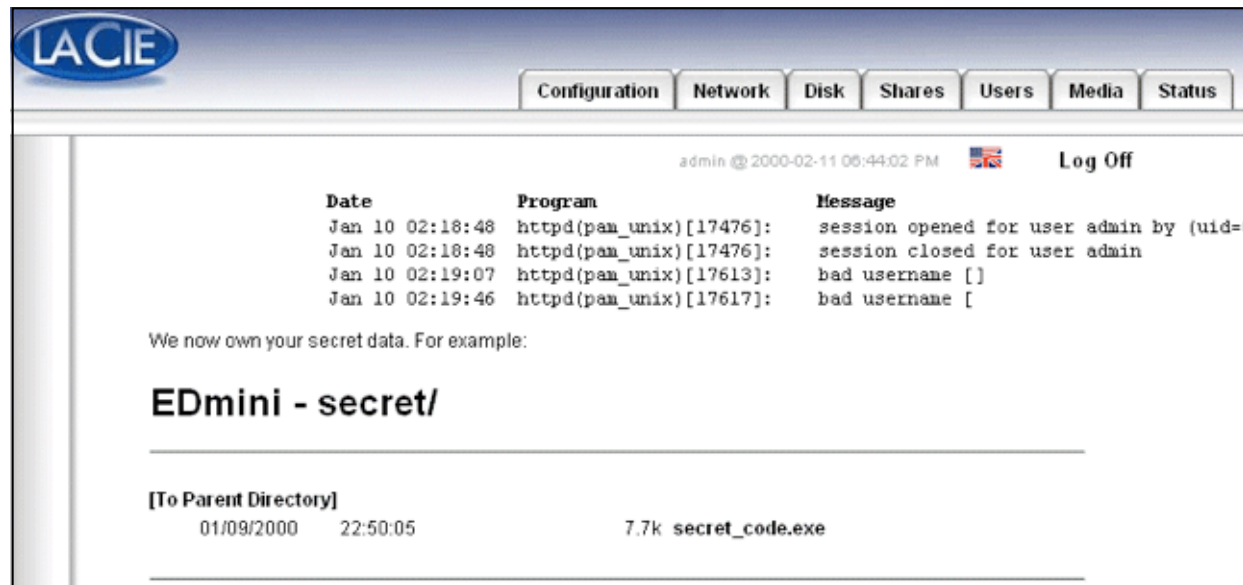 LACIE
Configuration Network Disk Shares Users Media Status
admin @ 2000-02-11 06:44:02 PM Log Off
Date Program Message
Jan 10 02:18:48 httpd(pam_unix)[17476]: session opened for user admin by (uid=
Jan 10 02:18:48 httpd(pam_unix)[17476]: session closed for user admin
Jan 10 02:19:07 httpd(pam_unix)[17613]: bad username []
Jan 10 02:19:46 httpd(pam_unix)[17617]: bad username [
We now own your secret data. For example:
EDmini - secret/
[To Parent Directory]
01/09/2000 22:50:05 7.7k secret_code.exe